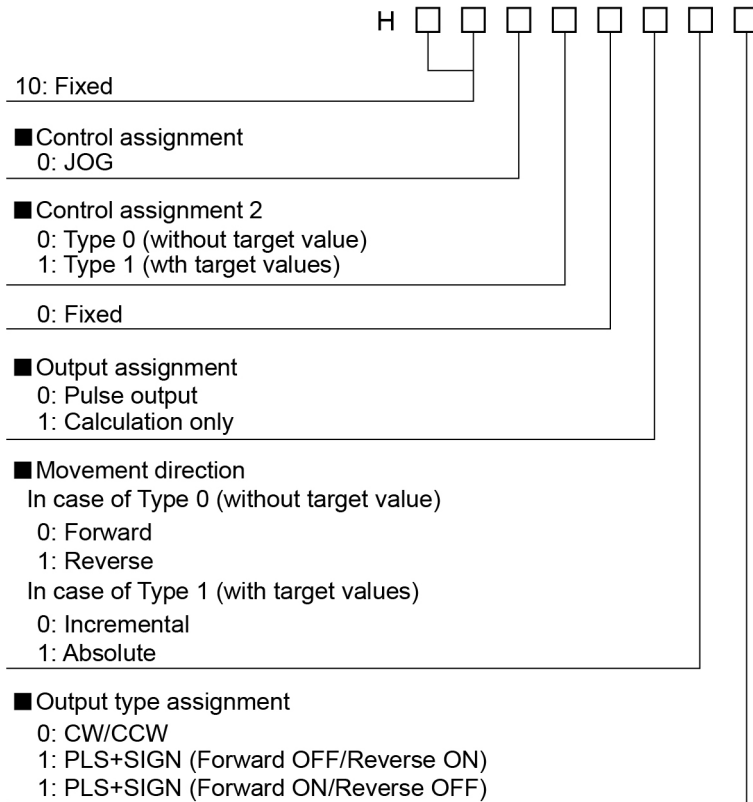 H □ □ □ □ □ □ □ □
10: Fixed
■Control assignment
0: JOG
■Control assignment 2
0: Type 0 (without target value)
1: Type 1 (wth target values)
0: Fixed
■Output assignment
0: Pulse output
1: Calculation only
■Movement direction
In case of Type 0 (without target value)
0: Forward
1: Reverse
In case of Type 1 (with target values)
0: Incremental
1: Absolute
■Output type assignment
0: CW/CCW
1: PLS+SIGN (Forward OFF/Reverse ON)
1: PLS+SIGN (Forward ON/Reverse OFF)